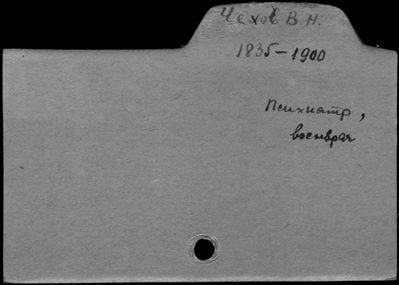 Чехов В.Н.
1835-1900
Психиатр,
военврач